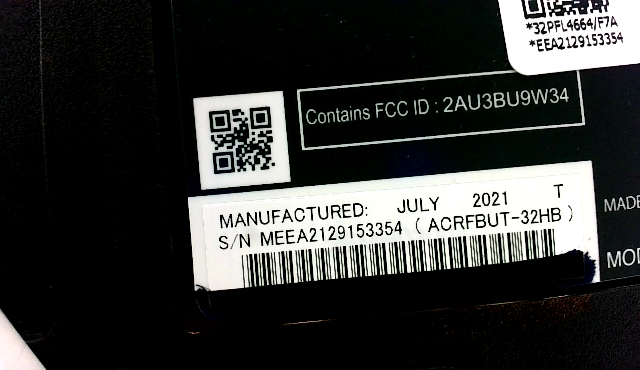 *32PFL4664/F7A
*EEA2129153354
Contains FCC ID : 2AU3BU9W34
MANUFACTURED: JULY 2021 T
S/N MEEA2129153354 ( ACRFBUT-32HB )
MADE
MOD